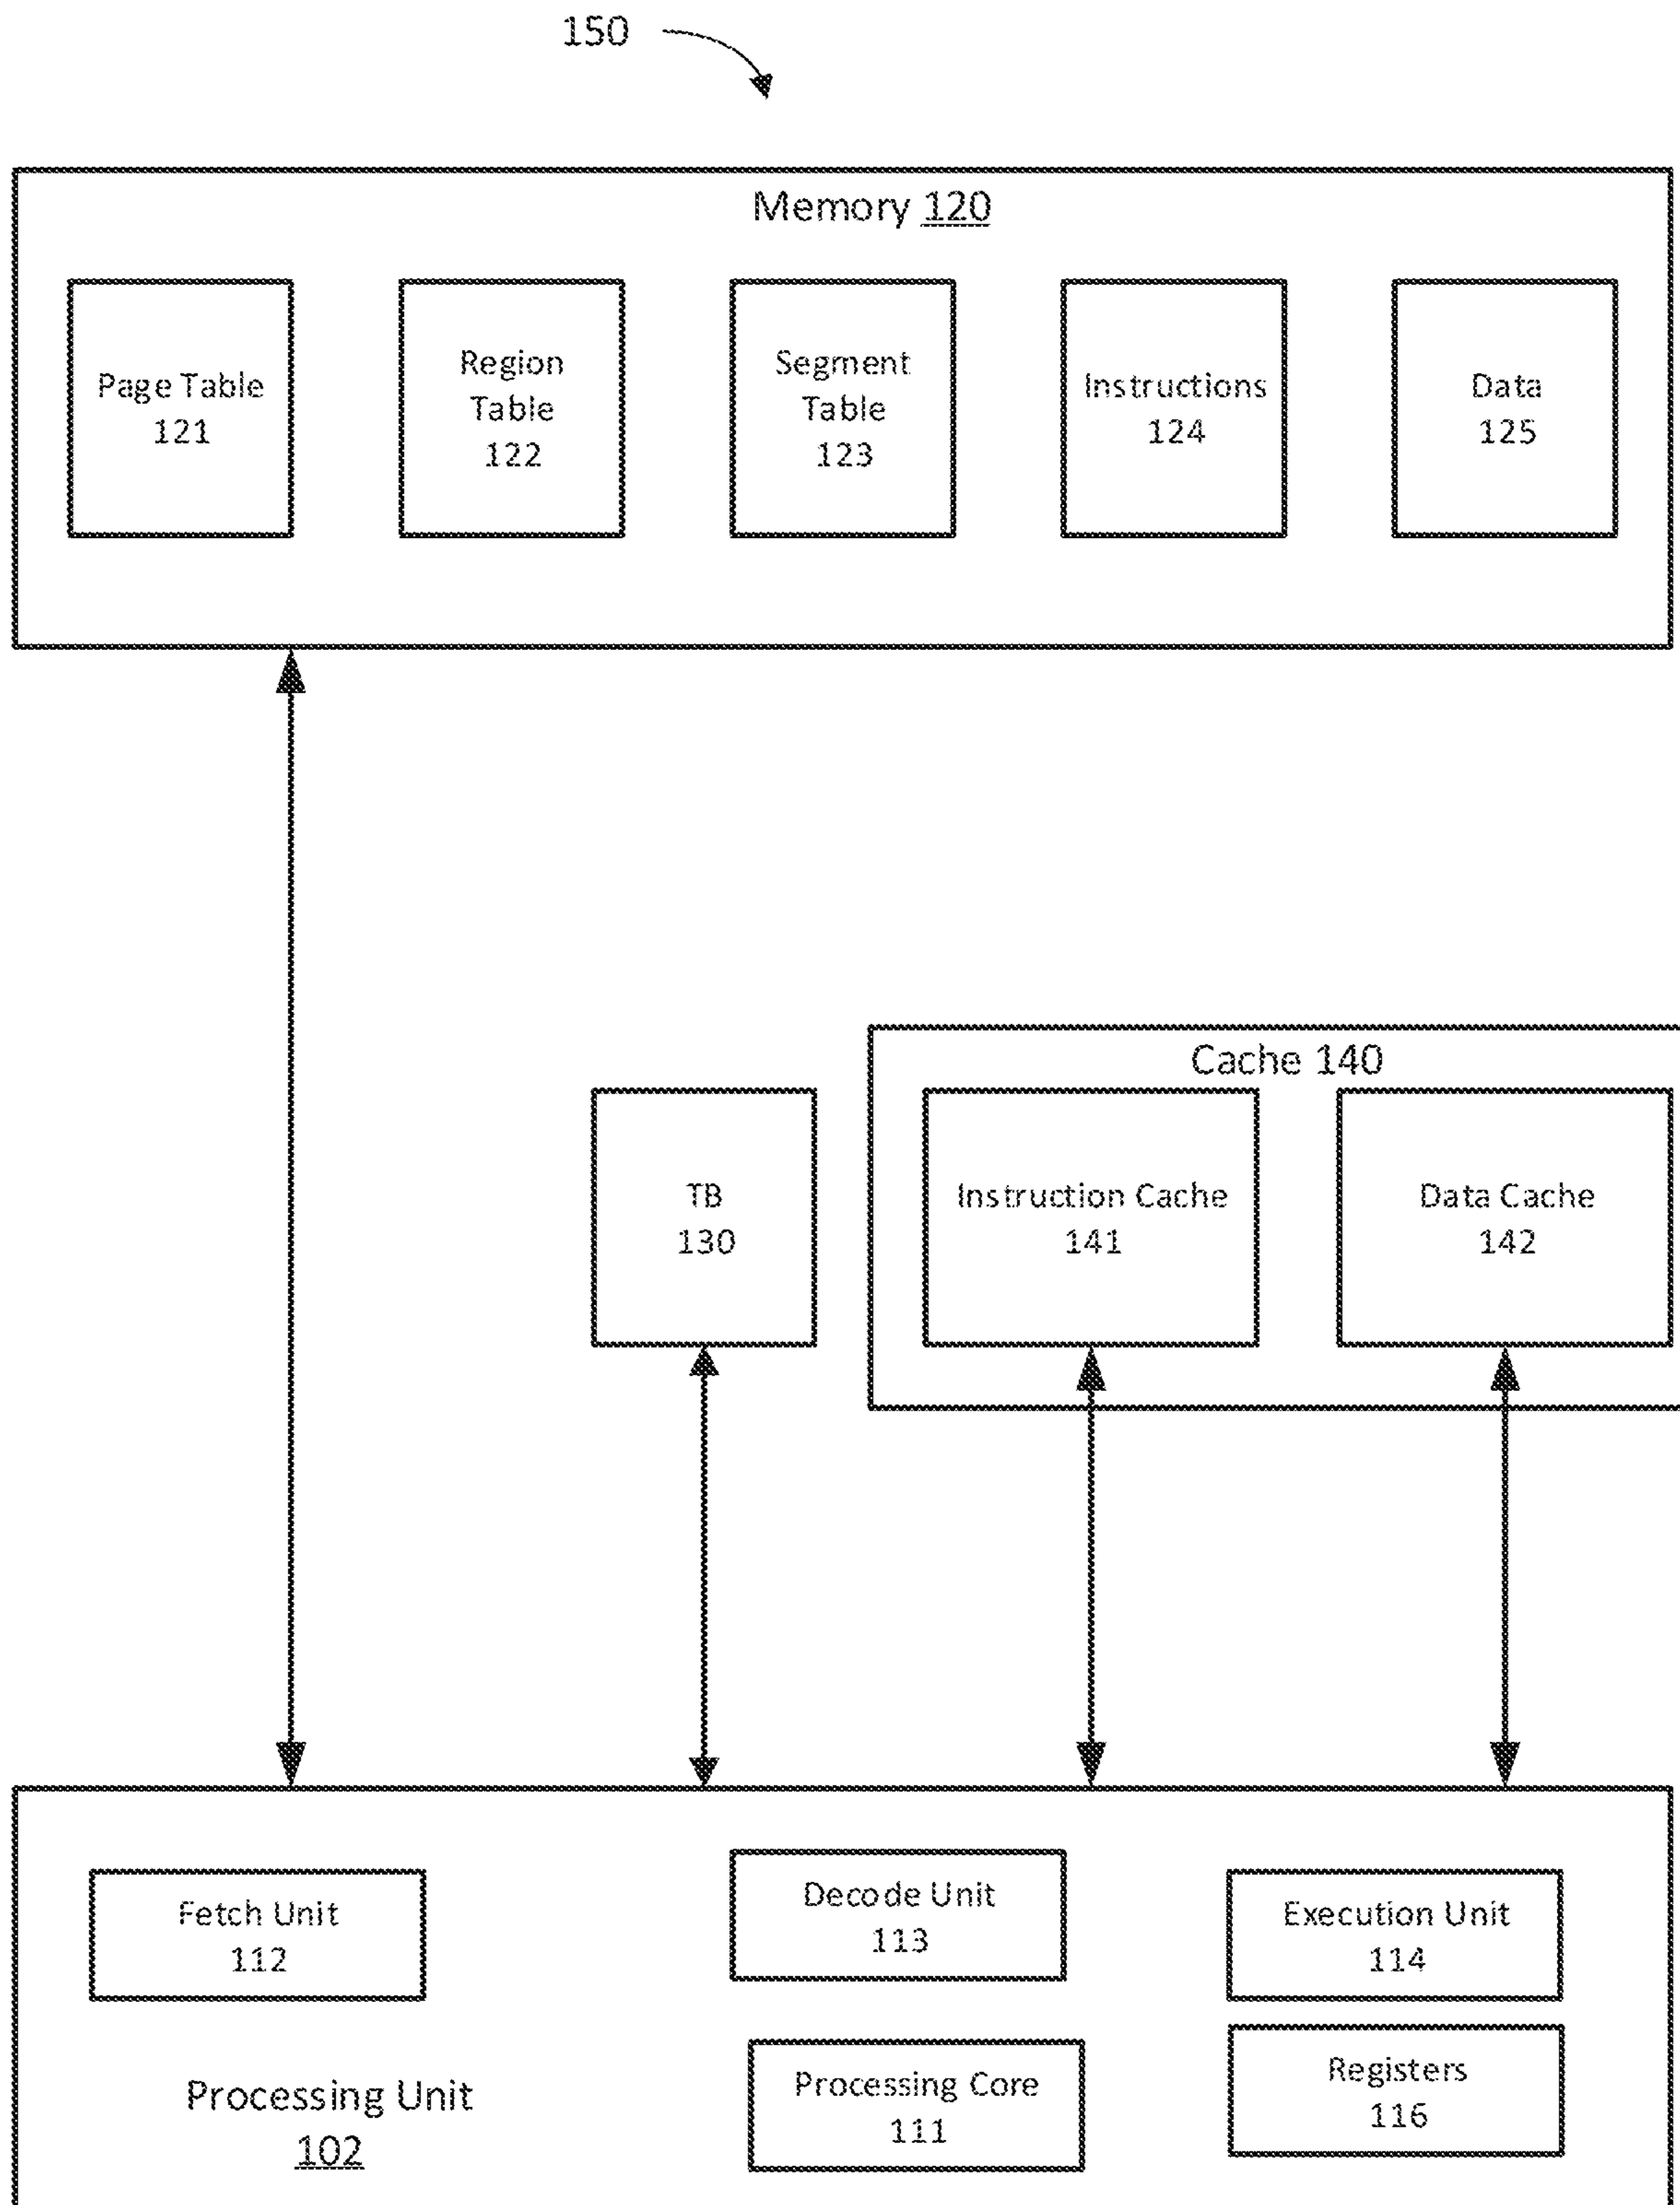 150
Memory 120
Page Table
121
Region
Table
122
Segment
Table
123
Instructions
124
Data
125
Cache 140
TB
130
Instruction Cache
141
Data Cache
142
Fetch Unit
112
Decode Unit
113
Execution Unit
114
Processing Unit
102
Processing Core
111
Registers
116